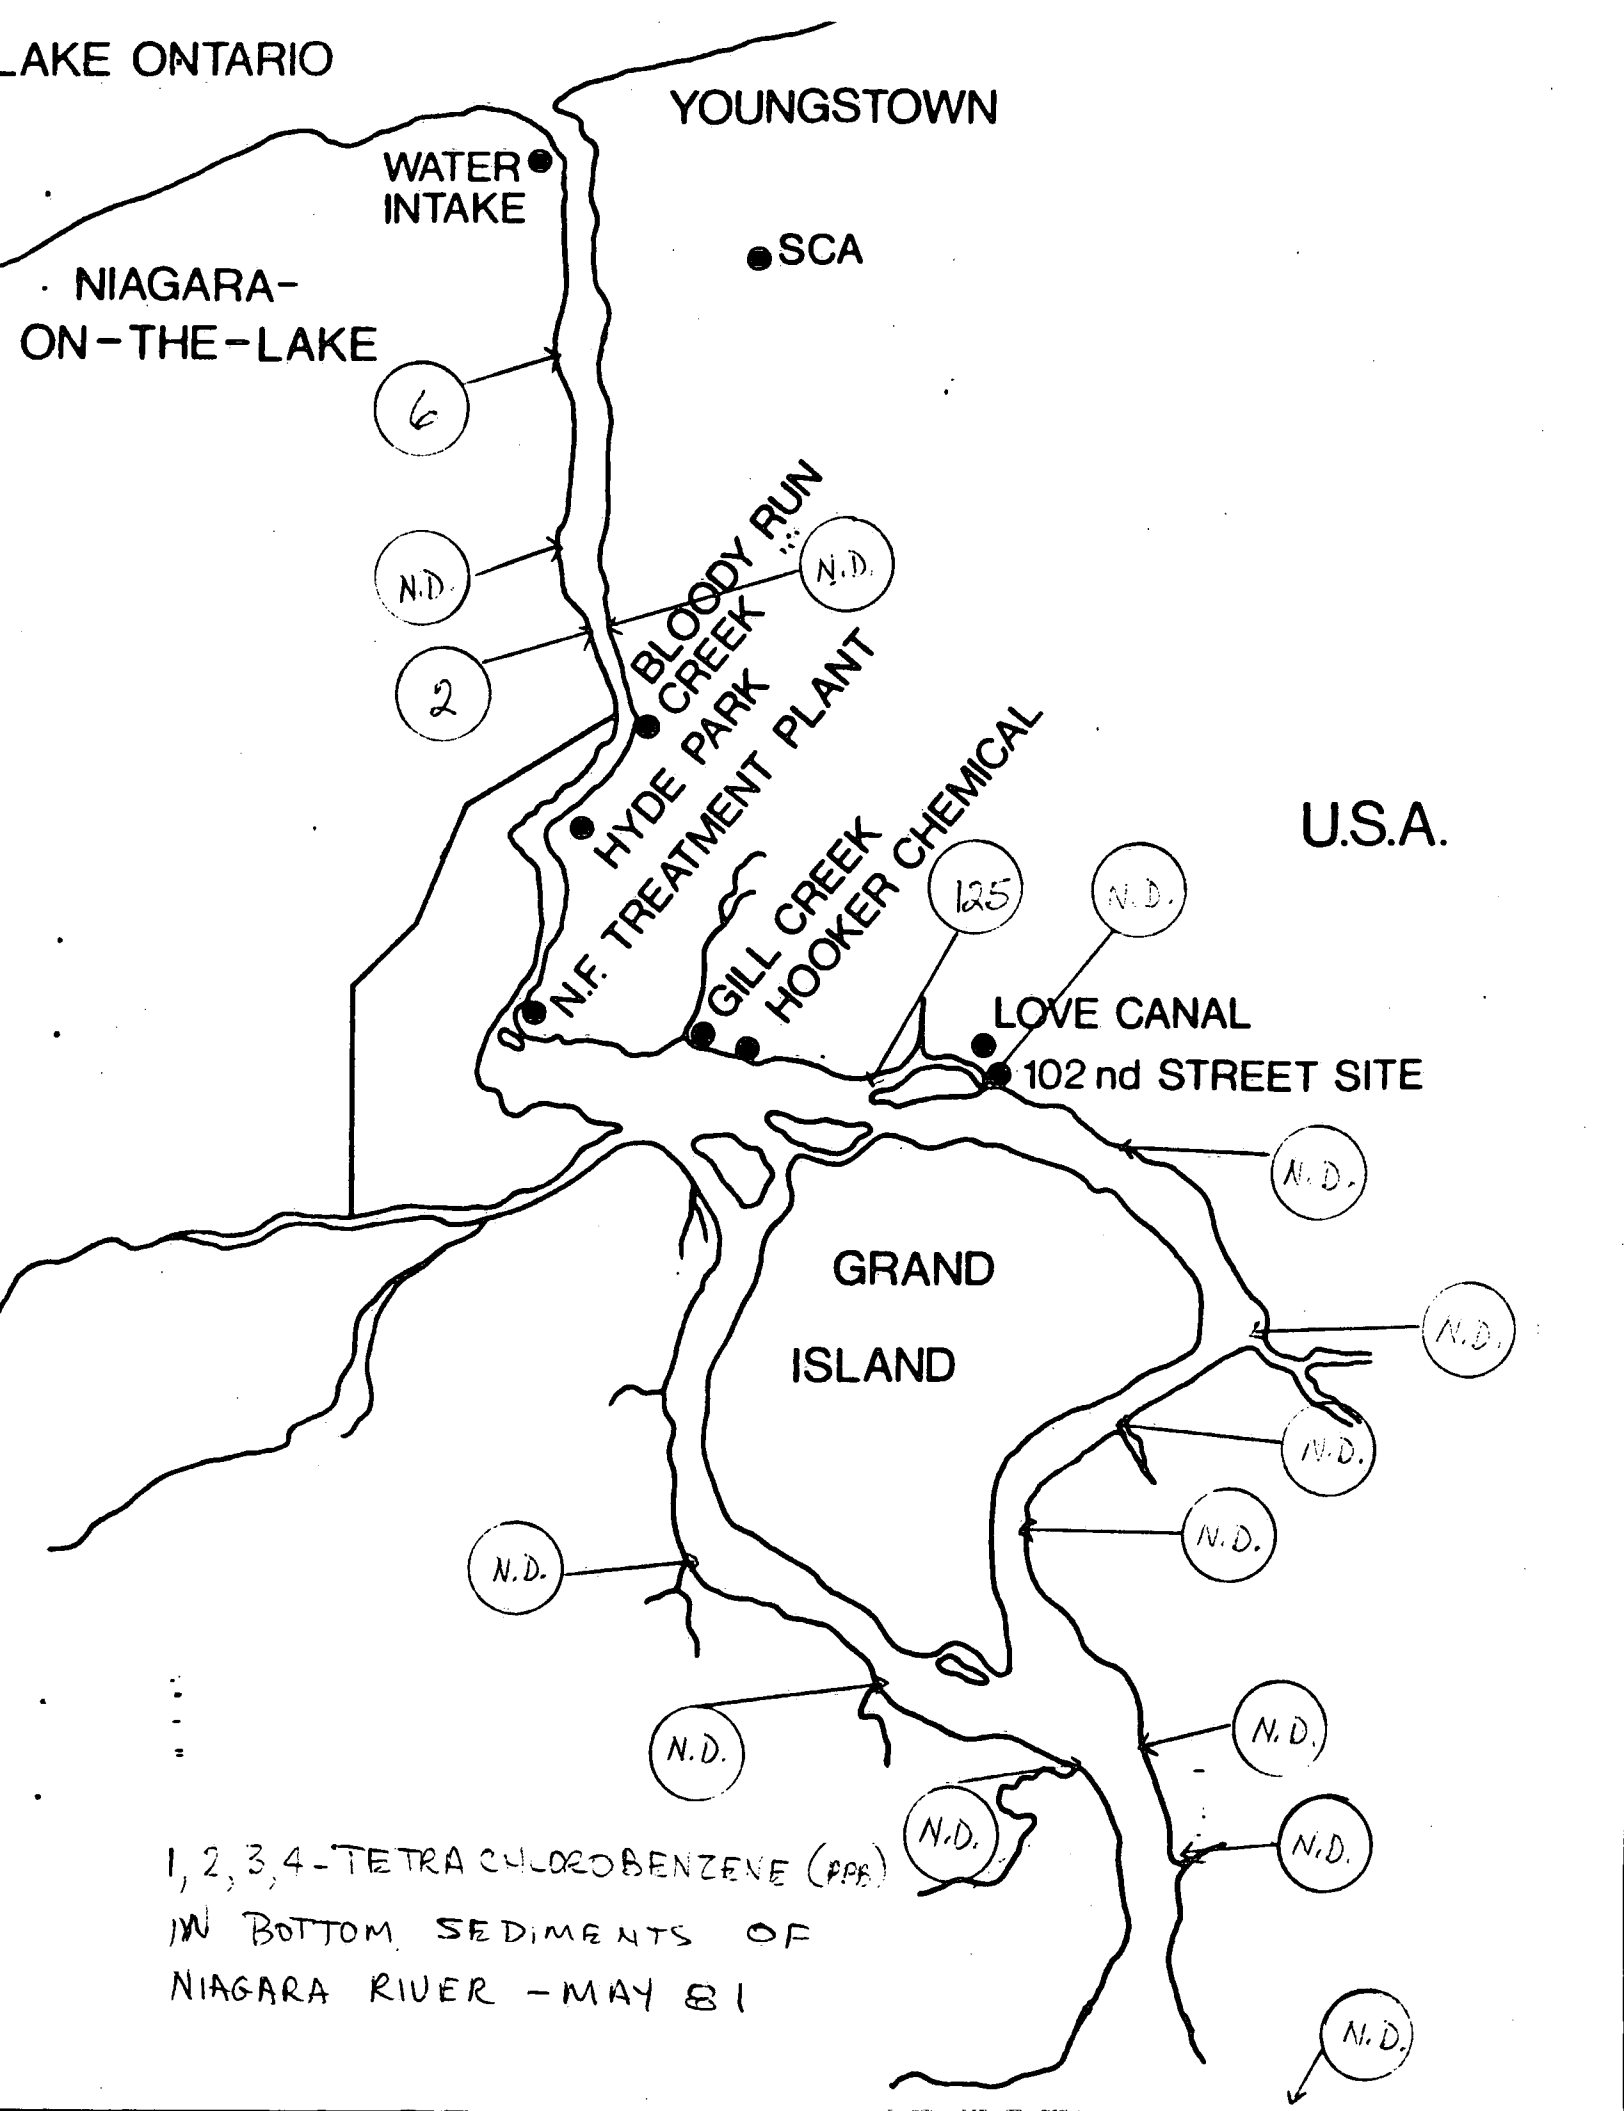 LAKE ONTARIO
YOUNGSTOWN
WATER
INTAKE
SCA
NIAGARA-
ON-THE-LAKE
6
BLOODY RUN
CREEK
N.D.
N.D.
2
HYDE PARK
N.F. TREATMENT PLANT
GILL CREEK
HOOKER CHEMICAL
U.S.A.
125
N.D.
LOVE CANAL
102nd STREET SITE
N.D.
GRAND
ISLAND
N.D.
N.D.
N.D.
N.D.
N.D.
N.D.
N.D.
N.D.
1,2,3,4-TETRACHLOROBENZENE (PPB)
IN BOTTOM SEDIMENTS OF
NIAGARA RIVER - MAY 81
N.D.